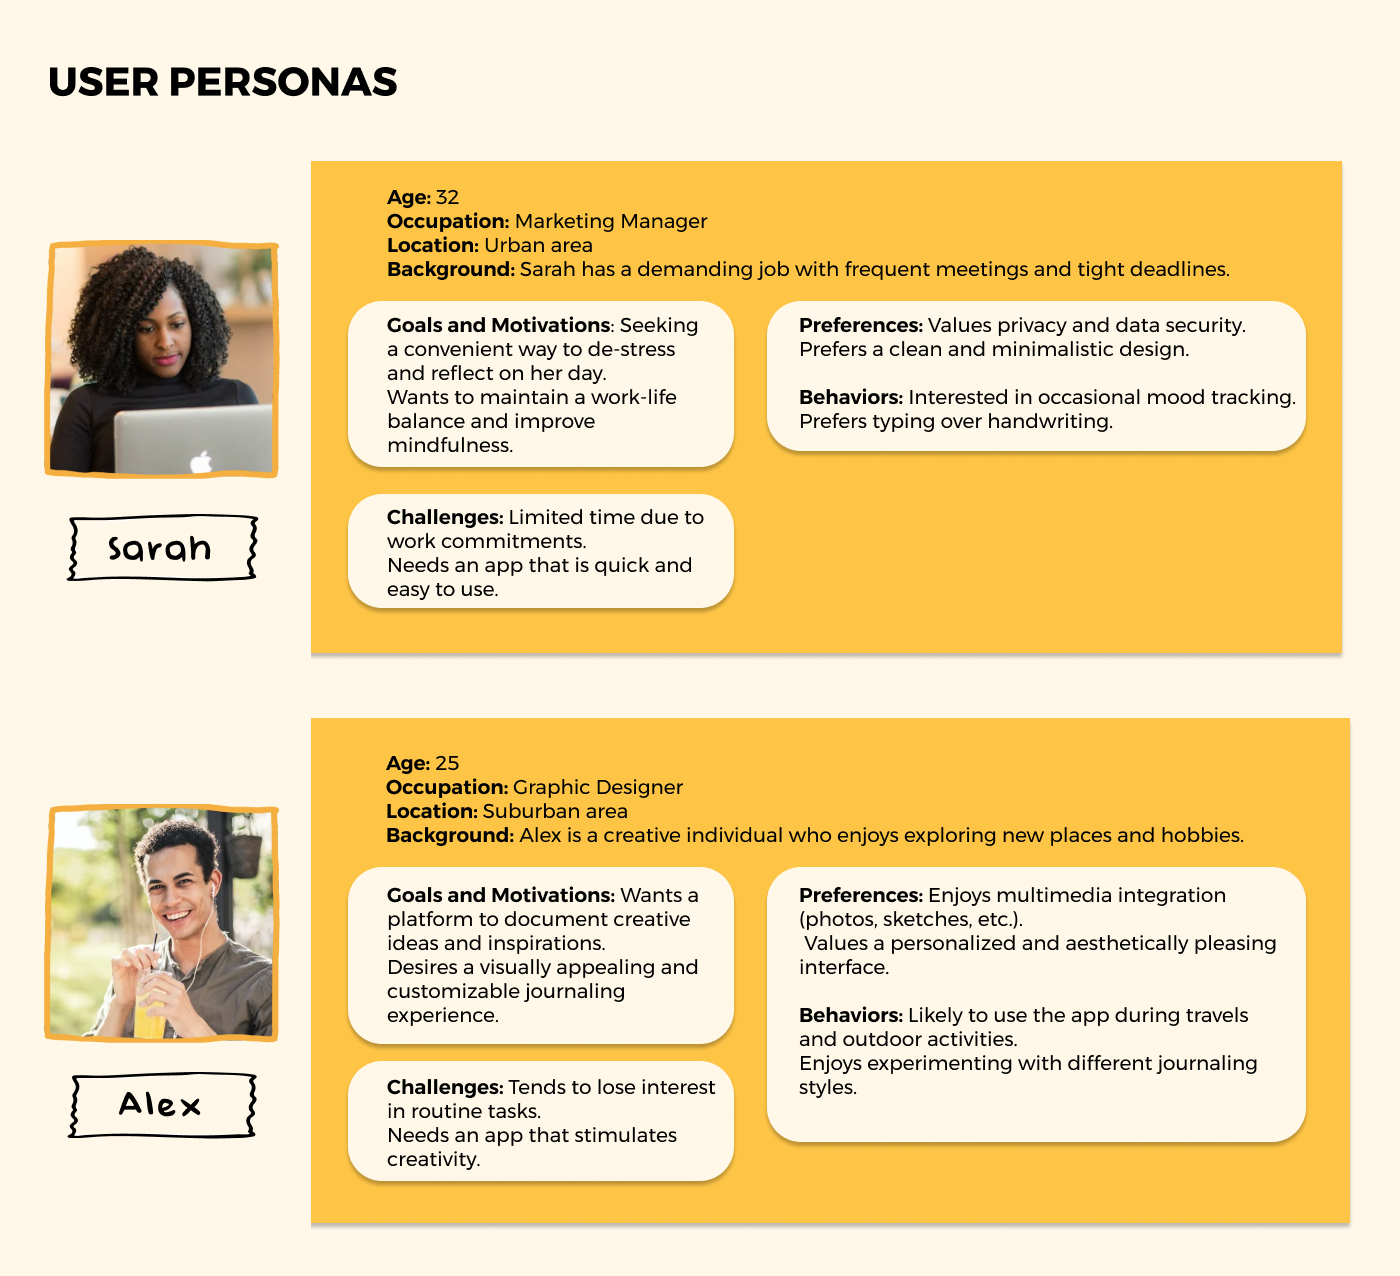 USER PERSONAS
Age: 32
Occupation: Marketing Manager
Location: Urban area
Background: Sarah has a demanding job with frequent meetings and tight deadlines.
Goals and Motivations: Seeking
a convenient way to de-stress
and reflect on her day.
Wants to maintain a work-life
balance and improve
mindfulness.
Preferences: Values privacy and data security.
Prefers a clean and minimalistic design.
Behaviors: Interested in occasional mood tracking.
Prefers typing over handwriting.
Challenges: Limited time due to
work commitments.
Needs an app that is quick and
easy to use.
Sarah
Age: 25
Occupation: Graphic Designer
Location: Suburban area
Background: Alex is a creative individual who enjoys exploring new places and hobbies.
Goals and Motivations: Wants a
platform to document creative
ideas and inspirations.
Desires a visually appealing and
customizable journaling
experience.
Preferences: Enjoys multimedia integration
(photos, sketches, etc.).
Values a personalized and aesthetically pleasing
interface.
Behaviors: Likely to use the app during travels
and outdoor activities.
Enjoys experimenting with different journaling
styles.
Challenges: Tends to lose interest
in routine tasks.
Needs an app that stimulates
creativity.
Alex